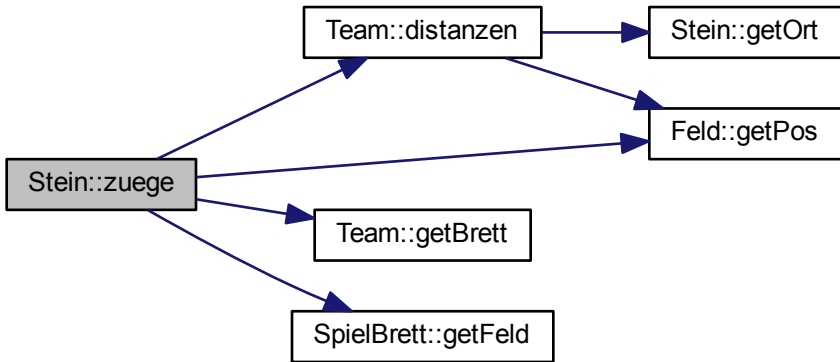 Team::distanzen
Stein::getOrt
Feld::getPos
Stein::zuege
Team::getBrett
SpielBrett::getFeld